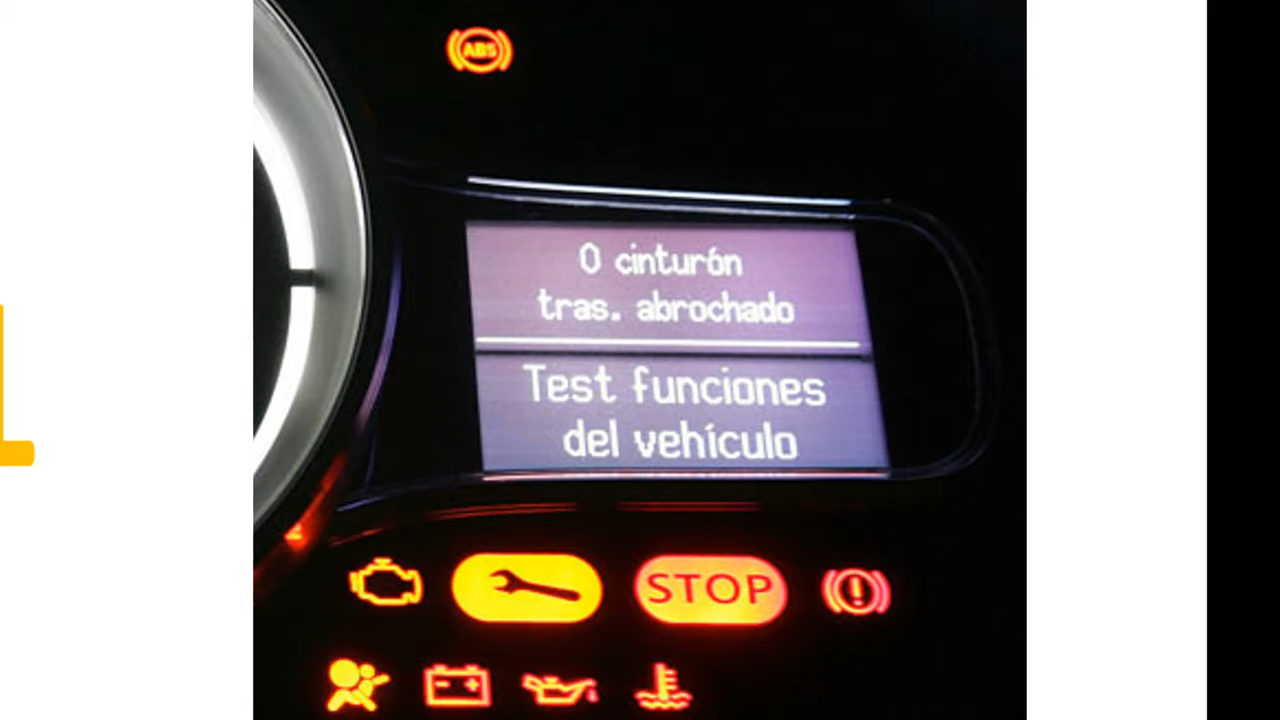 ABS
0 cinturón
tras. abrochado
Test funciones
del vehículo
STOP